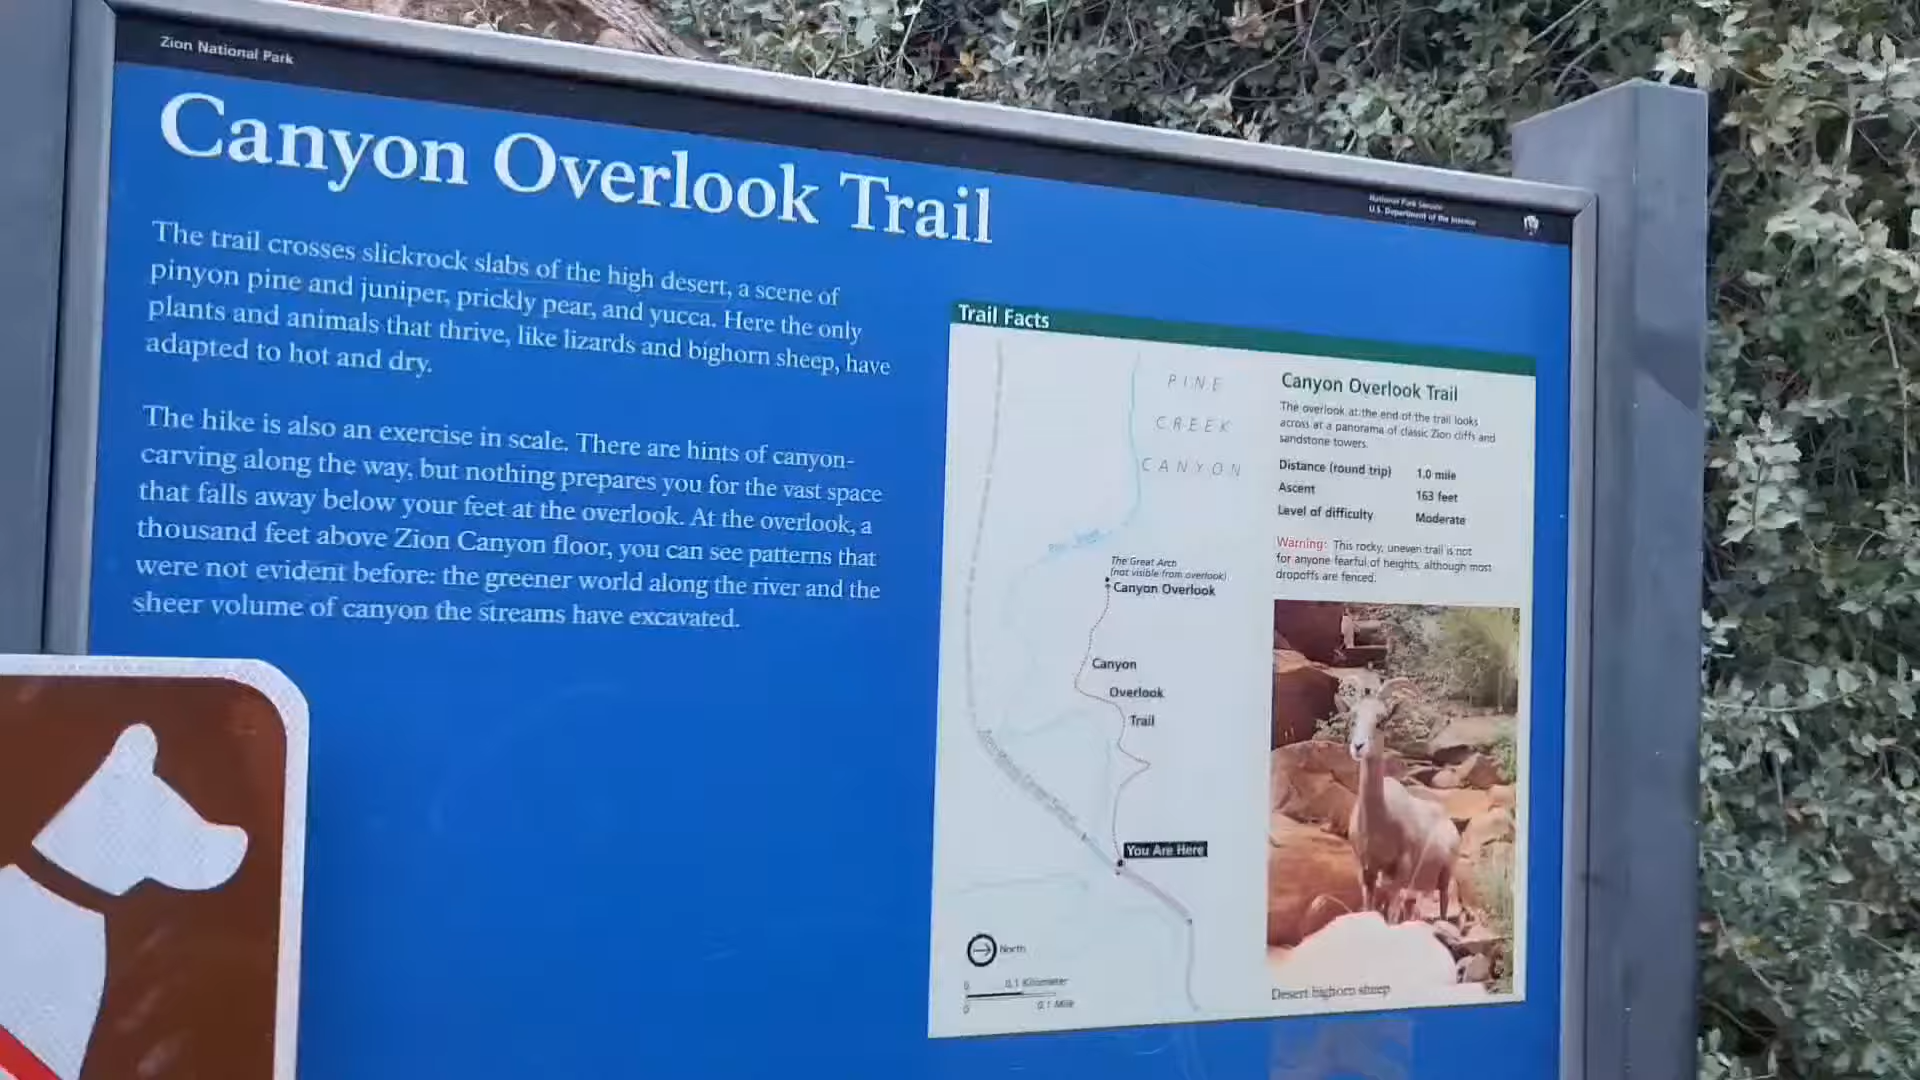 Zion National Park
National Park Service
U.S. Department of the Interior
Canyon Overlook Trail
The trail crosses slickrock slabs of the high desert, a scene of
pinyon pine and juniper, prickly pear, and yucca. Here the only
plants and animals that thrive, like lizards and bighorn sheep, have
adapted to hot and dry.
The hike is also an exercise in scale. There are hints of canyon-
carving along the way, but nothing prepares you for the vast space
that falls away below your feet at the overlook. At the overlook, a
thousand feet above Zion Canyon floor, you can see patterns that
were not evident before: the greener world along the river and the
sheer volume of canyon the streams have excavated.
Trail Facts
PINE
CREEK
CANYON
The Great Arch
(not visible from overlook)
Canyon Overlook
Canyon
Overlook
Trail
You Are Here
North
0 0.1 Kilometer
0 0.1 Mile
Canyon Overlook Trail
The overlook at the end of the trail looks
across at a panorama of classic Zion cliffs and
sandstone towers.
Distance (round trip) 1.0 mile
Ascent 163 feet
Level of difficulty Moderate
Warning: This rocky, uneven trail is not
for anyone fearful of heights, although most
dropoffs are fenced.
Desert bighorn sheep